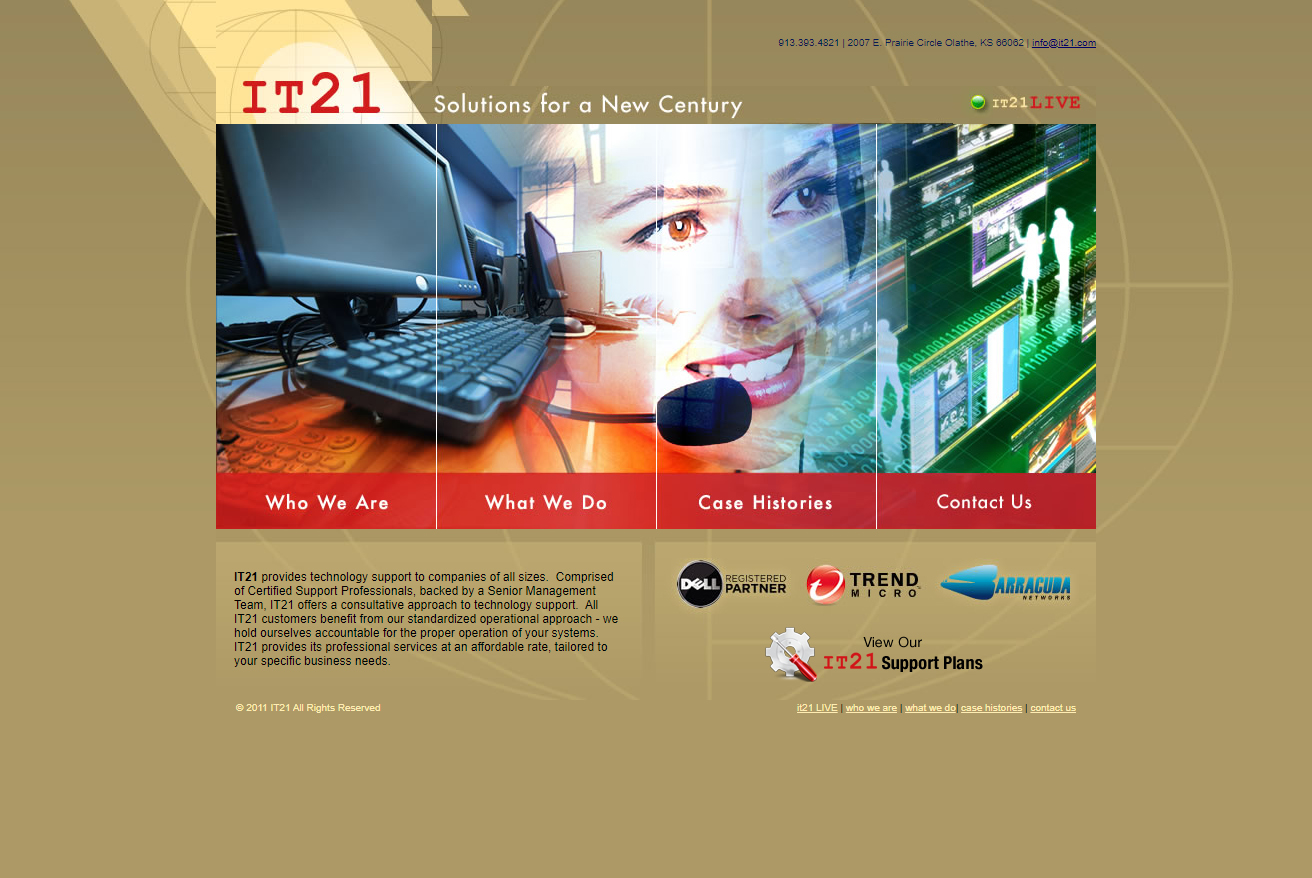 913.393.4821 | 2007 E. Prairie Circle Olathe, KS 66062 | info@it21.com
IT21
Solutions for a New Century
IT21LIVE
Who We Are
What We Do
Case Histories
Contact Us
IT21 provides technology support to companies of all sizes. Comprised
of Certified Support Professionals, backed by a Senior Management
Team, IT21 offers a consultative approach to technology support. All
IT21 customers benefit from our standardized operational approach - we
hold ourselves accountable for the proper operation of your systems.
IT21 provides its professional services at an affordable rate, tailored to
your specific business needs.
DELL REGISTERED
PARTNER
TREND
MICRO
BARRACUDA
NETWORKS
View Our
IT21 Support Plans
© 2011 IT21 All Rights Reserved
it21 LIVE | who we are | what we do| case histories | contact us